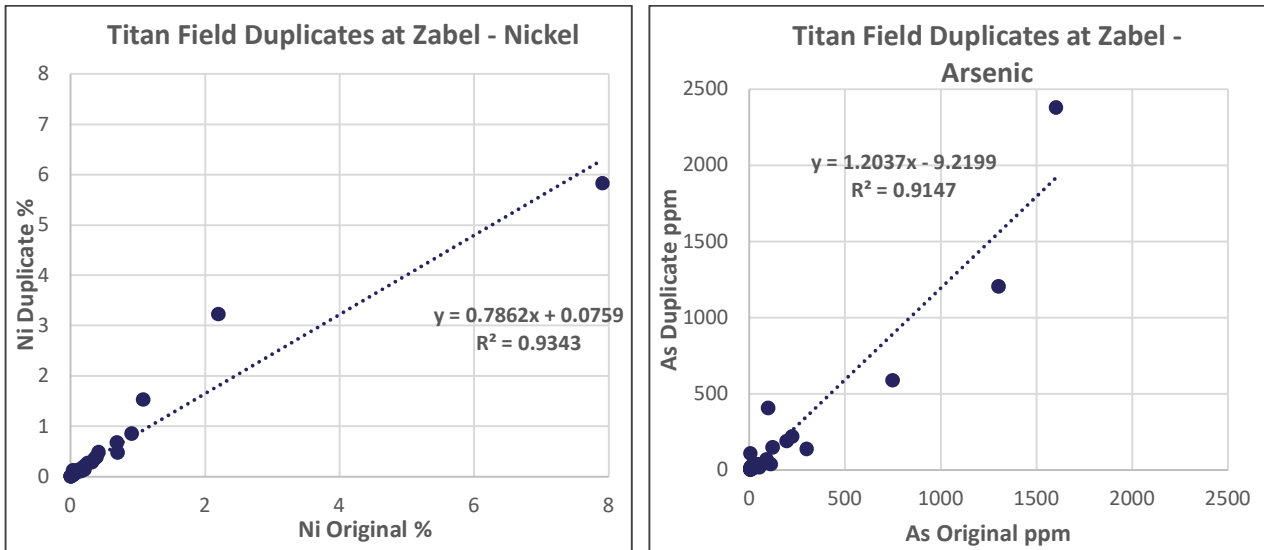 Titan Field Duplicates at Zabel - Nickel
8
7
6
5
4
3
2
1
0
0
2
4
6
8
Ni Duplicate %
Ni Original %
y = 0.7862x + 0.0759
R² = 0.9343
Titan Field Duplicates at Zabel -
Arsenic
2500
2000
1500
1000
500
0
0
500
1000
1500
2000
2500
As Duplicate ppm
As Original ppm
y = 1.2037x - 9.2199
R² = 0.9147